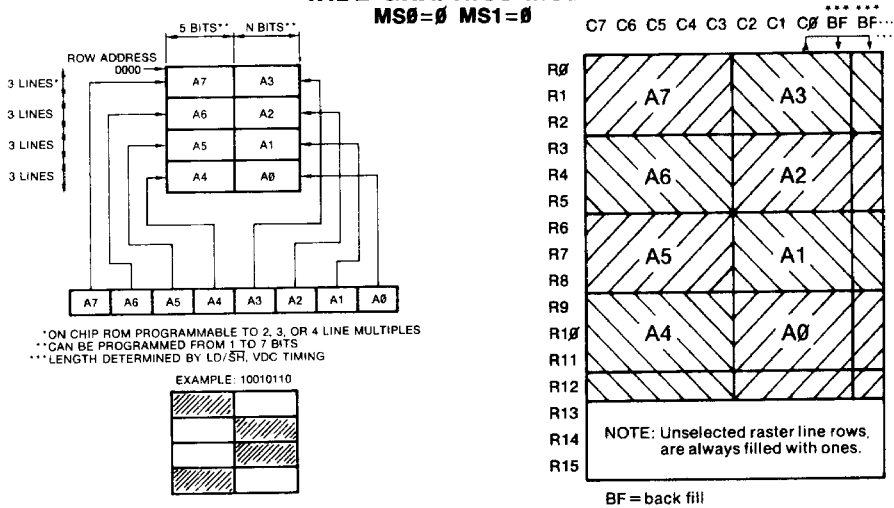 MSØ=Ø MS1=Ø
5 BITS** N BITS**
ROW ADDRESS
0000
3 LINES*
3 LINES
3 LINES
3 LINES
A7 A3
A6 A2
A5 A1
A4 AØ
A7 A6 A5 A4 A3 A2 A1 AØ
*ON CHIP ROM PROGRAMMABLE TO 2, 3, OR 4 LINE MULTIPLES
**CAN BE PROGRAMMED FROM 1 TO 7 BITS
***LENGTH DETERMINED BY LD/SH, VDC TIMING
EXAMPLE: 10010110
*** ***
C7 C6 C5 C4 C3 C2 C1 CØ BF BF...
RØ
R1
R2
R3
R4
R5
R6
R7
R8
R9
R1Ø
R11
R12
R13
R14
R15
A7 A3
A6 A2
A5 A1
A4 AØ
NOTE: Unselected raster line rows,
are always filled with ones.
BF = back fill